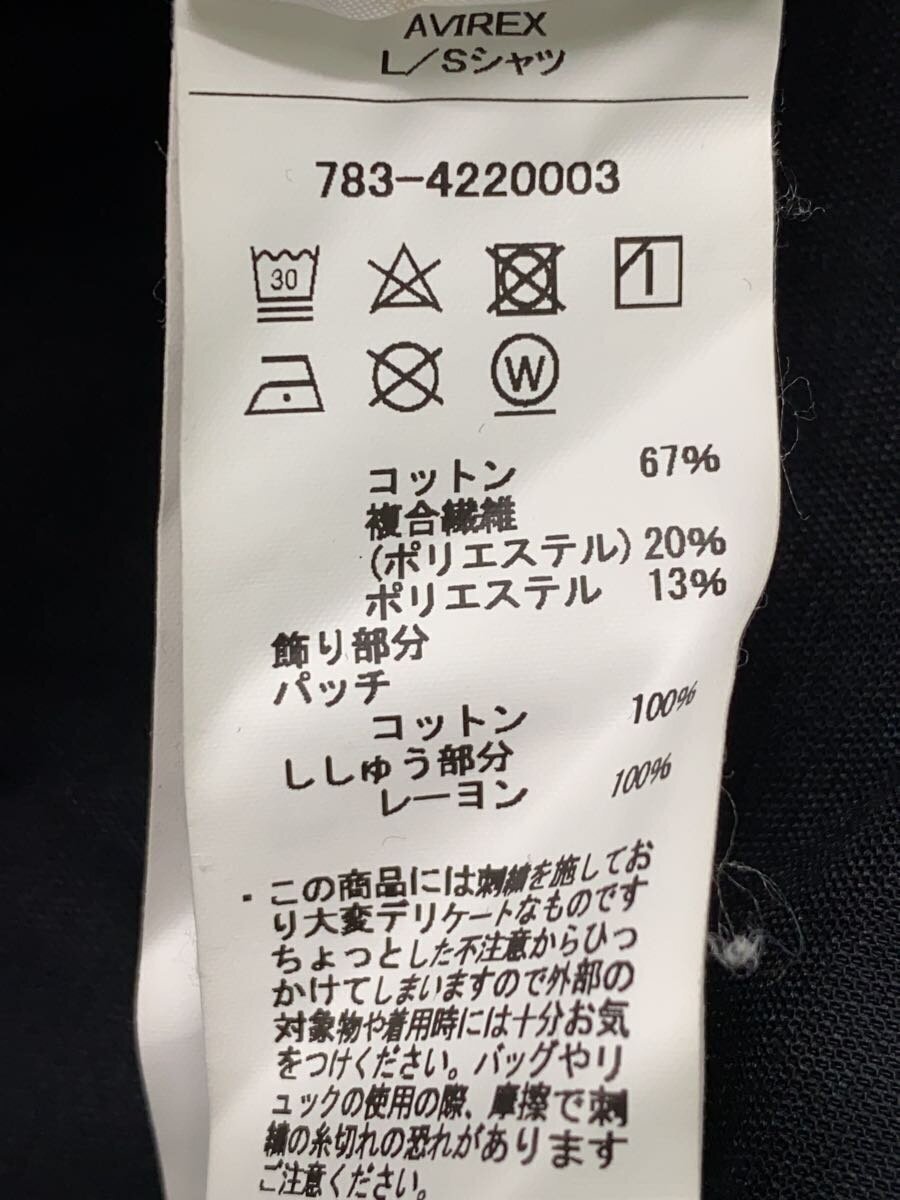 AVIREX
L/Sシャツ
783-4220003
30
W
コットン 67%
複合繊維
(ポリエステル) 20%
ポリエステル 13%
飾り部分
パッチ
コットン 100%
ししゅう部分
レーヨン 100%
・この商品には刺繍を施してお
り大変デリケートなものです
ちょっとした不注意からひっ
かけてしまいますので外部の
対象物や着用時には十分お気
をつけください。バッグやリ
ュックの使用の際、摩擦で刺
繍の糸切れの恐れがあります
ご注意ください。